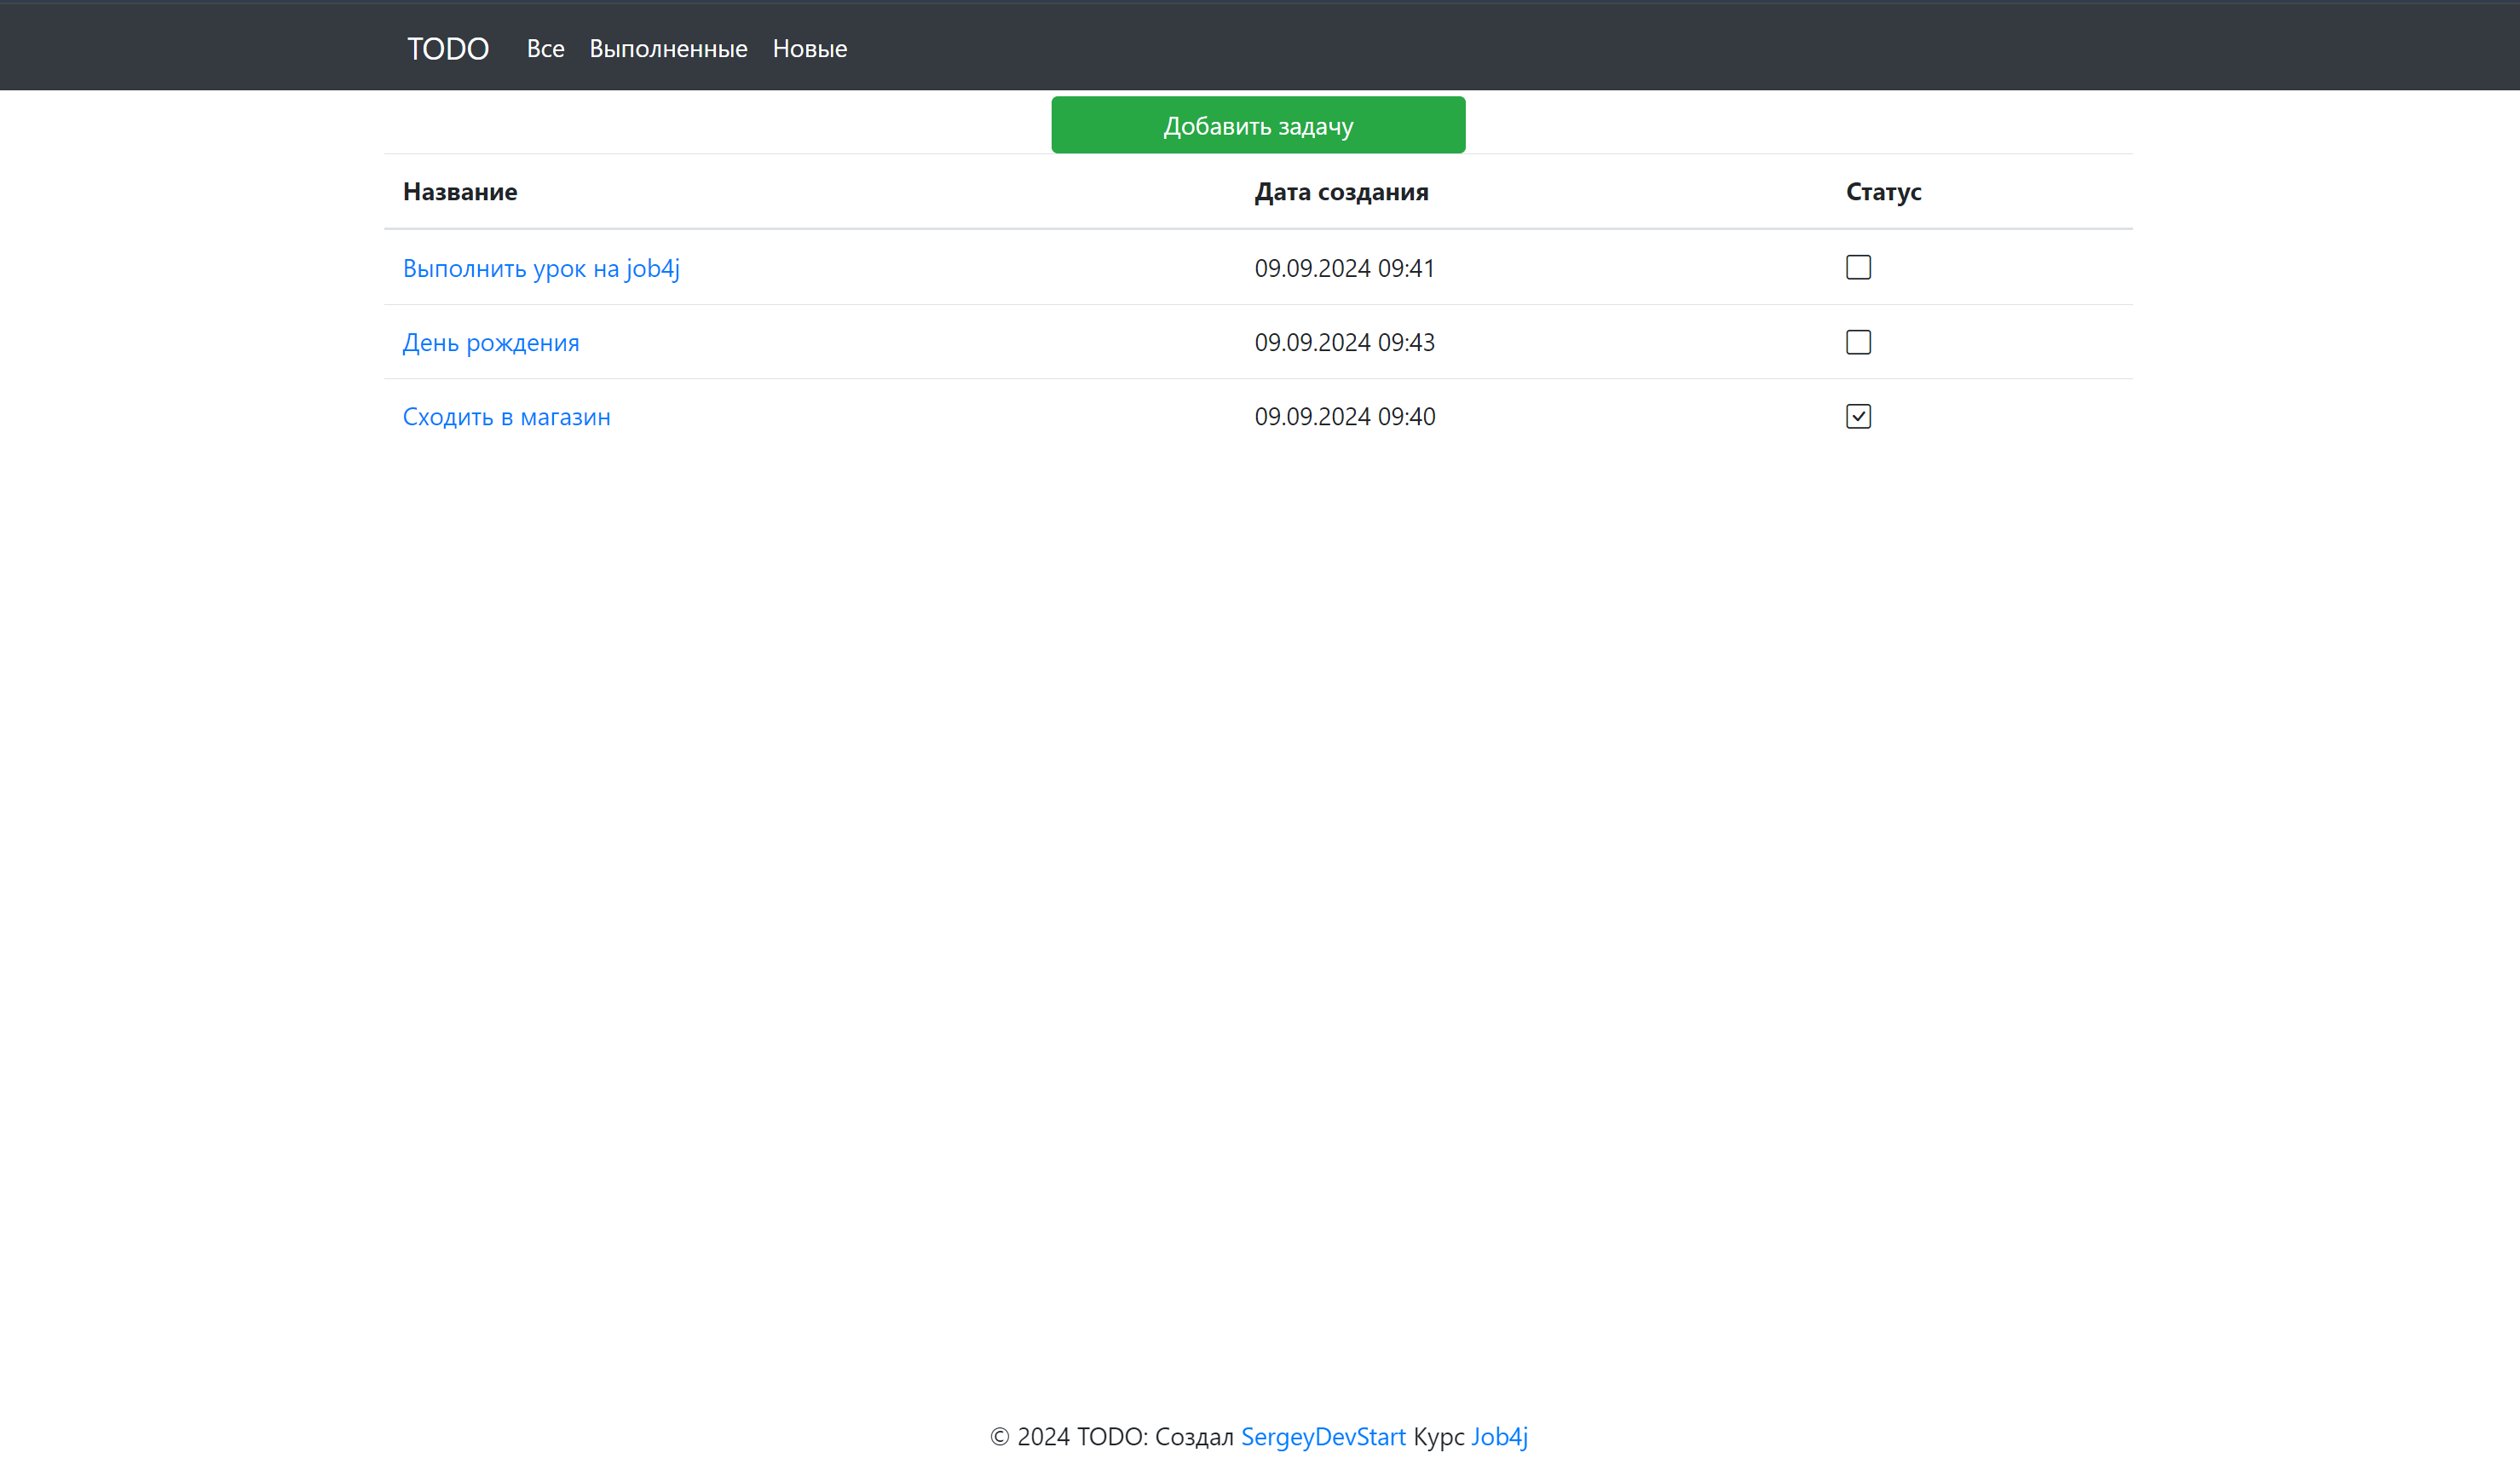 TODO Все Выполненные Новые
Добавить задачу
Название Дата создания Статус
Выполнить урок на job4j 09.09.2024 09:41
День рождения 09.09.2024 09:43
Сходить в магазин 09.09.2024 09:40
© 2024 TODO: Создал SergeyDevStart Курс Job4j